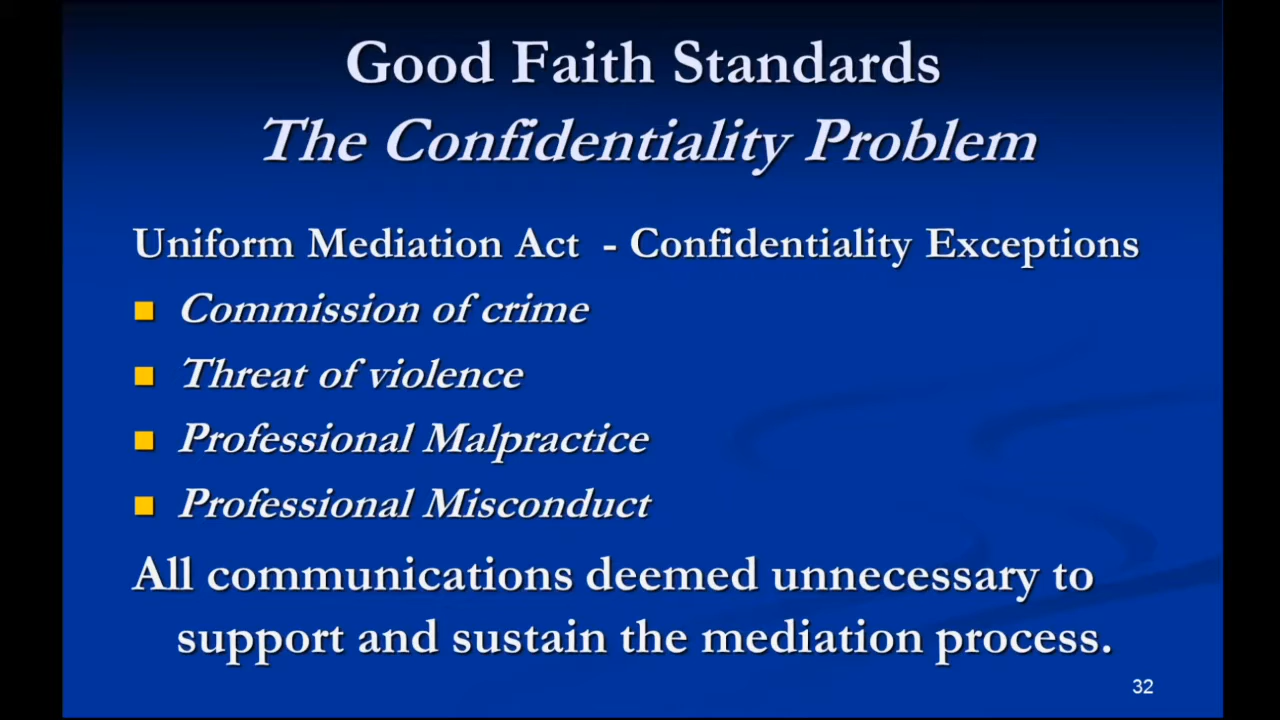 Good Faith Standards
The Confidentiality Problem
Uniform Mediation Act - Confidentiality Exceptions
Commission of crime
Threat of violence
Professional Malpractice
Professional Misconduct
All communications deemed unnecessary to
support and sustain the mediation process.
32